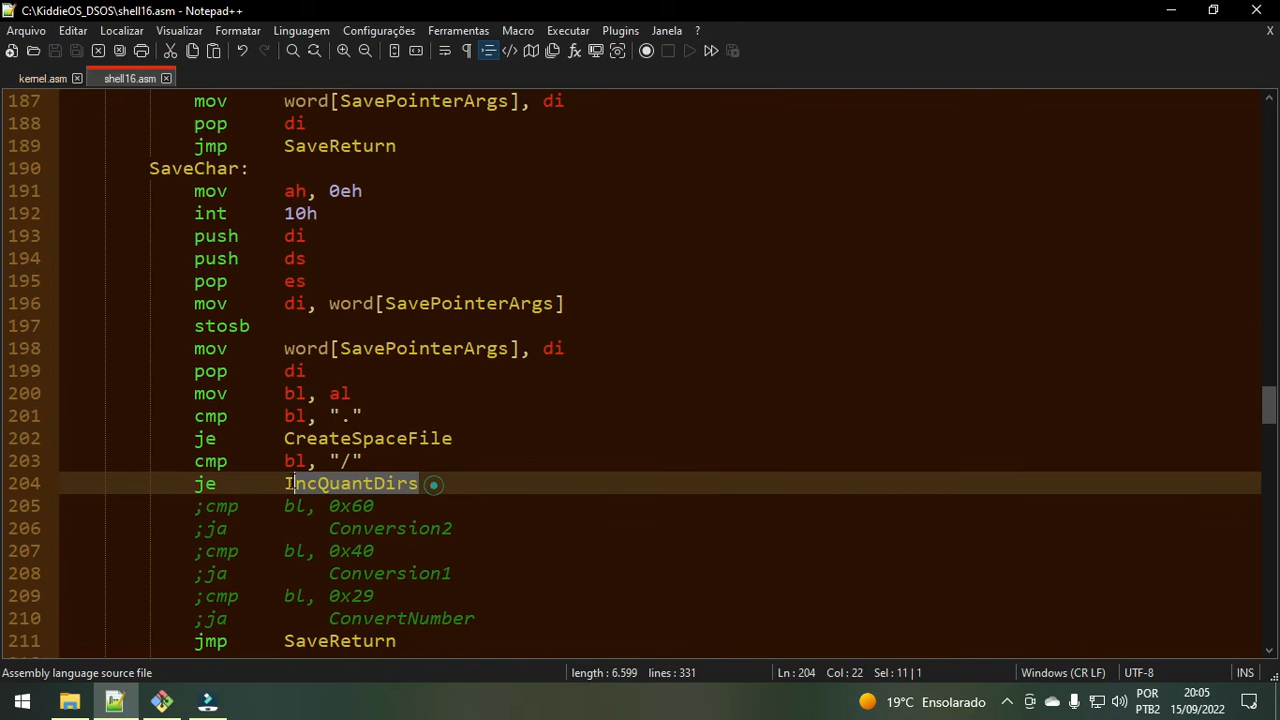 C:\KiddieOS_DSOS\shell16.asm - Notepad++
Arquivo Editar Localizar Visualizar Formatar Linguagem Configurações Ferramentas Macro Executar Plugins Janela ? X
kernel.asm shell16.asm
187 mov word[SavePointerArgs], di
188 pop di
189 jmp SaveReturn
190 SaveChar:
191 mov ah, 0eh
192 int 10h
193 push di
194 push ds
195 pop es
196 mov di, word[SavePointerArgs]
197 stosb
198 mov word[SavePointerArgs], di
199 pop di
200 mov bl, al
201 cmp bl, "."
202 je CreateSpaceFile
203 cmp bl, "/"
204 je IncQuantDirs
205 ;cmp bl, 0x60
206 ;ja Conversion2
207 ;cmp bl, 0x40
208 ;ja Conversion1
209 ;cmp bl, 0x29
210 ;ja ConvertNumber
211 jmp SaveReturn
Assembly language source file length : 6.599 lines : 331 Ln : 204 Col : 22 Sel : 11 | 1 Windows (CR LF) UTF-8 INS
19°C Ensolarado POR PTB2 20:05 15/09/2022